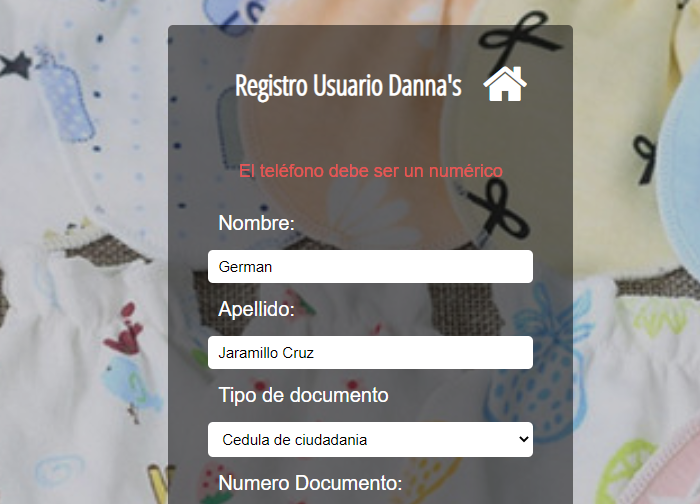 Registro Usuario Danna's
El teléfono debe ser un numérico
Nombre:
German
Apellido:
Jaramillo Cruz
Tipo de documento
Cedula de ciudadania
Numero Documento: